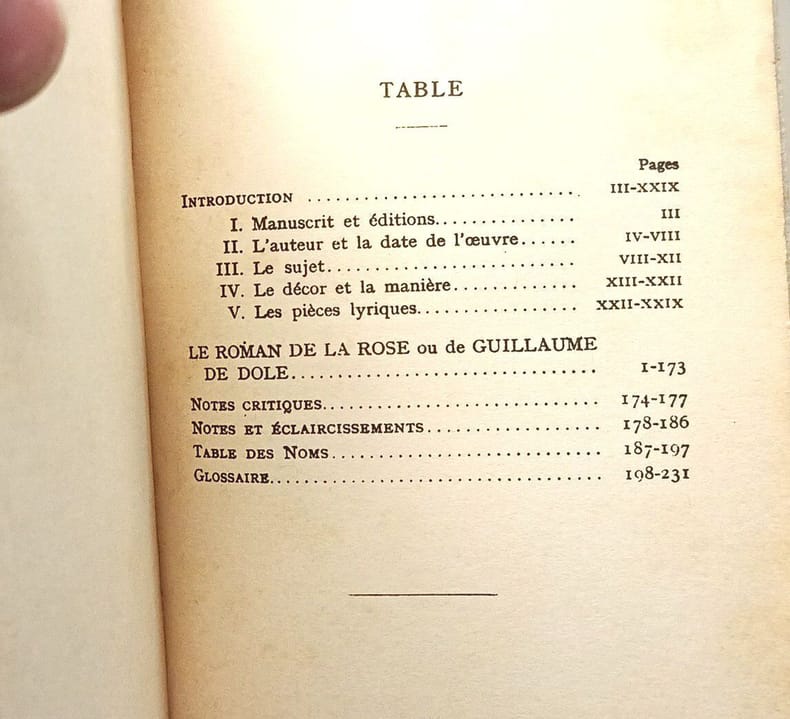 TABLE
Pages
INTRODUCTION ............................ III-XXIX
I. Manuscrit et éditions............... III
II. L'auteur et la date de l'œuvre...... IV-VIII
III. Le sujet.......................... VIII-XII
IV. Le décor et la manière............. XIII-XXII
V. Les pièces lyriques................. XXII-XXIX
LE ROMAN DE LA ROSE ou de GUILLAUME
DE DOLE................................ 1-173
NOTES CRITIQUES............................. 174-177
NOTES ET ÉCLAIRCISSEMENTS.................. 178-186
TABLE DES NOMS............................ 187-197
GLOSSAIRE.................................. 198-231